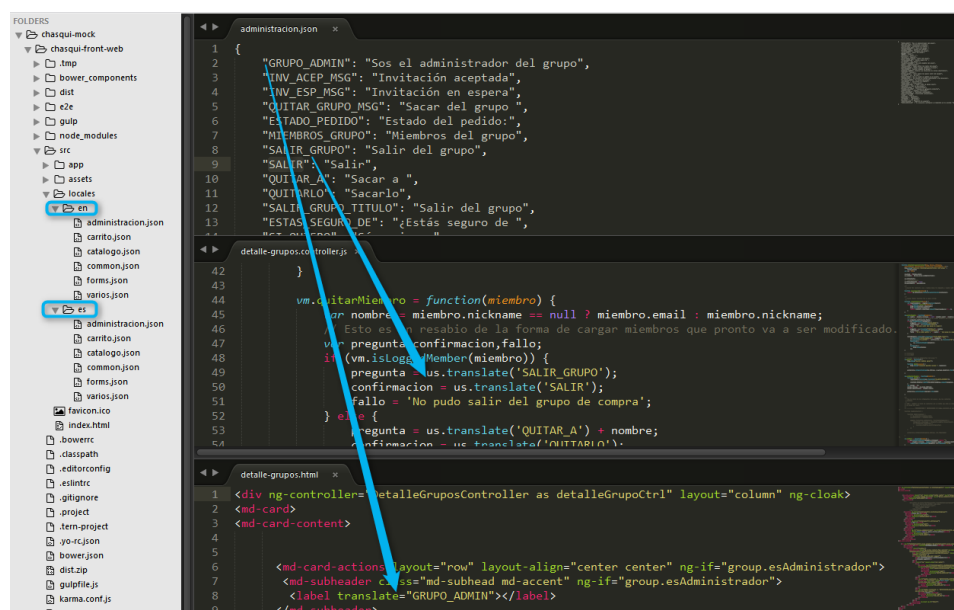 FOLDERS
chasqui-mock
chasqui-front-web
.tmp
bower_components
dist
e2e
gulp
node_modules
src
app
assets
locales
en
administracion.json
carrito.json
catalogo.json
common.json
forms.json
varios.json
es
administracion.json
carrito.json
catalogo.json
common.json
forms.json
varios.json
favicon.ico
index.html
.bowerrc
.classpath
.editorconfig
.eslintrc
.gitignore
.project
.tern-project
.yo-rc.json
bower.json
dist.zip
gulpfile.js
karma.conf.js
administracion.json
1 {
2 "GRUPO_ADMIN": "Sos el administrador del grupo",
3 "INV_ACEP_MSG": "Invitación aceptada",
4 "INV_ESP_MSG": "Invitación en espera",
5 "QUITAR_GRUPO_MSG": "Sacar del grupo ",
6 "ESTADO_PEDIDO": "Estado del pedido:",
7 "MIEMBROS_GRUPO": "Miembros del grupo",
8 "SALIR_GRUPO": "Salir del grupo",
9 "SALIR": "Salir",
10 "QUITAR_A": "Sacar a ",
11 "QUITARLO": "Sacarlo",
12 "SALIR_GRUPO_TITULO": "Salir del grupo",
13 "ESTAS_SEGURO_DE": "¿Estás seguro de ",
detalle-grupos.controller.js ×
42 }
43
44 vm.quitarMiembro = function(miembro) {
45 var nombre = miembro.nickname == null ? miembro.email : miembro.nickname;
46 // Esto es un resabio de la forma de cargar miembros que pronto va a ser modificado.
47 var pregunta,confirmacion,fallo;
48 if (vm.isLoggedMember(miembro)) {
49 pregunta = us.translate('SALIR_GRUPO');
50 confirmacion = us.translate('SALIR');
51 fallo = 'No pudo salir del grupo de compra';
52 } else {
53 pregunta = us.translate('QUITAR_A') + nombre;
54 confirmacion = us.translate('QUITARLO');
detalle-grupos.html ×
1 <div ng-controller="DetalleGruposController as detalleGrupoCtrl" layout="column" ng-cloak>
2 <md-card>
3 <md-card-content>
4
5
6 <md-card-actions layout="row" layout-align="center center" ng-if="group.esAdministrador">
7 <md-subheader class="md-subhead md-accent" ng-if="group.esAdministrador">
8 <label translate="GRUPO_ADMIN"></label>
9 </md-subheader>